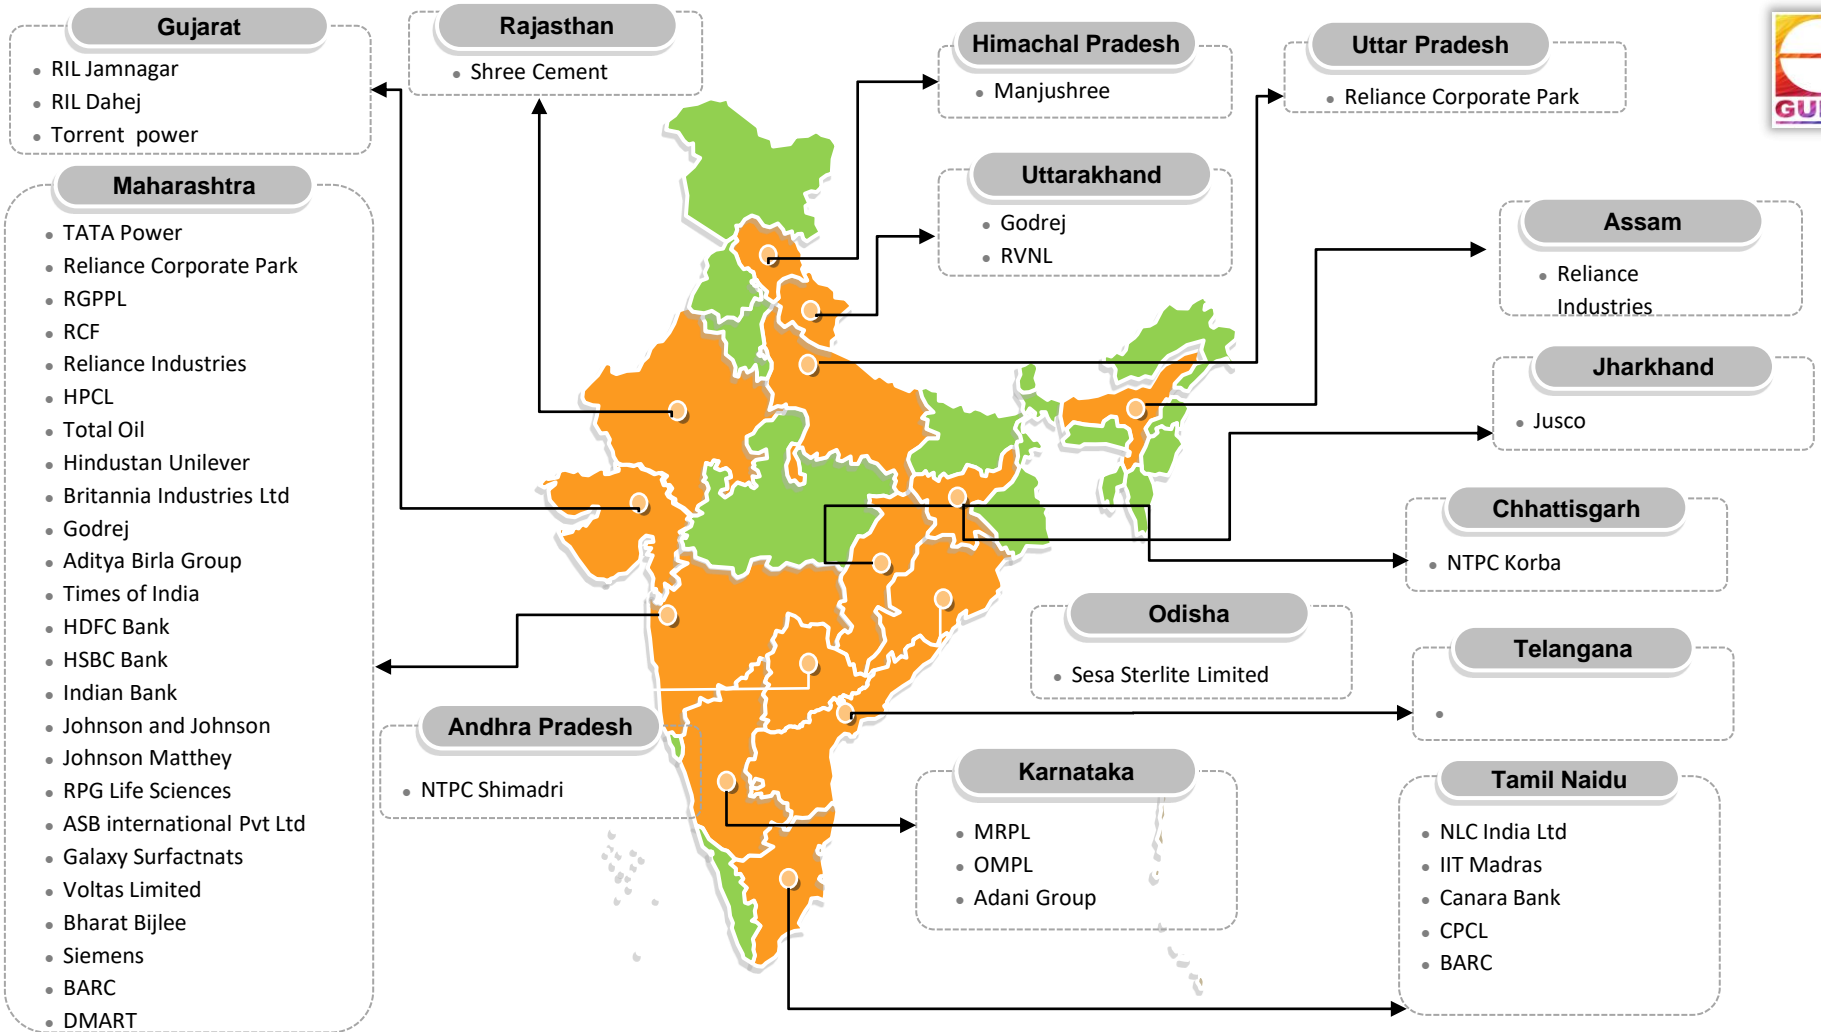 Gujarat
RIL Jamnagar
RIL Dahej
Torrent power
Rajasthan
Shree Cement
Himachal Pradesh
Manjushree
Uttar Pradesh
Reliance Corporate Park
Maharashtra
TATA Power
Reliance Corporate Park
RGPPL
RCF
Reliance Industries
HPCL
Total Oil
Hindustan Unilever
Britannia Industries Ltd
Godrej
Aditya Birla Group
Times of India
HDFC Bank
HSBC Bank
Indian Bank
Johnson and Johnson
Johnson Matthey
RPG Life Sciences
ASB international Pvt Ltd
Galaxy Surfactnats
Voltas Limited
Bharat Bijlee
Siemens
BARC
DMART
Uttarakhand
Godrej
RVNL
Assam
Reliance
Industries
Jharkhand
Jusco
Chhattisgarh
NTPC Korba
Odisha
Sesa Sterlite Limited
Telangana
Andhra Pradesh
NTPC Shimadri
Karnataka
MRPL
OMPL
Adani Group
Tamil Naidu
NLC India Ltd
IIT Madras
Canara Bank
CPCL
BARC